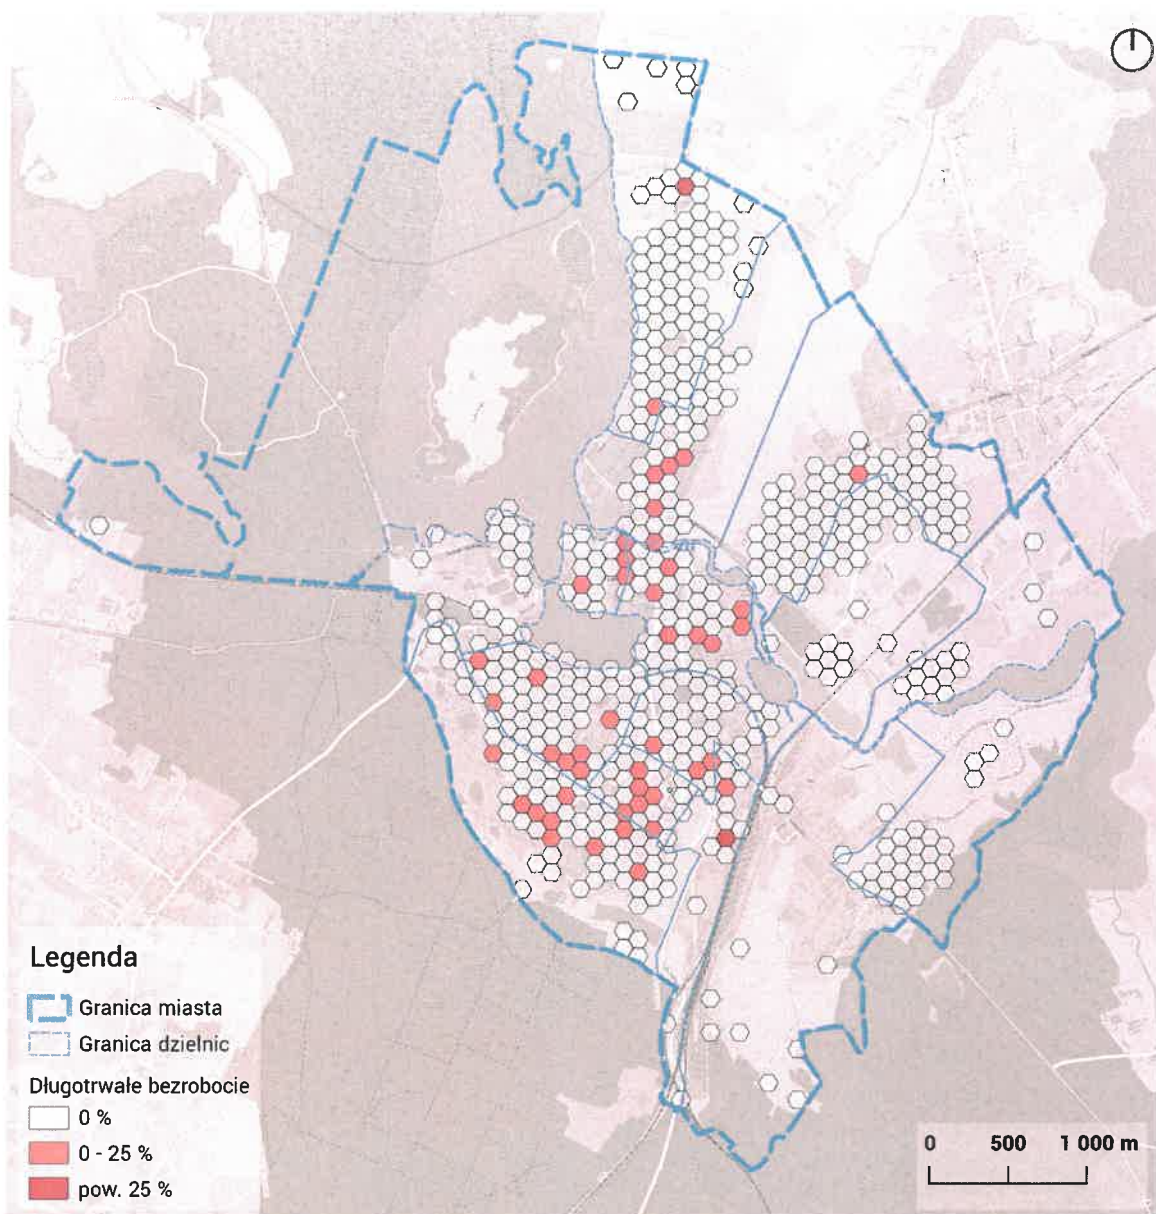 Legenda
Granica miasta
Granica dzielnic
Długotrwałe bezrobocie
0 %
0 - 25 %
pow. 25 %
0 500 1 000 m